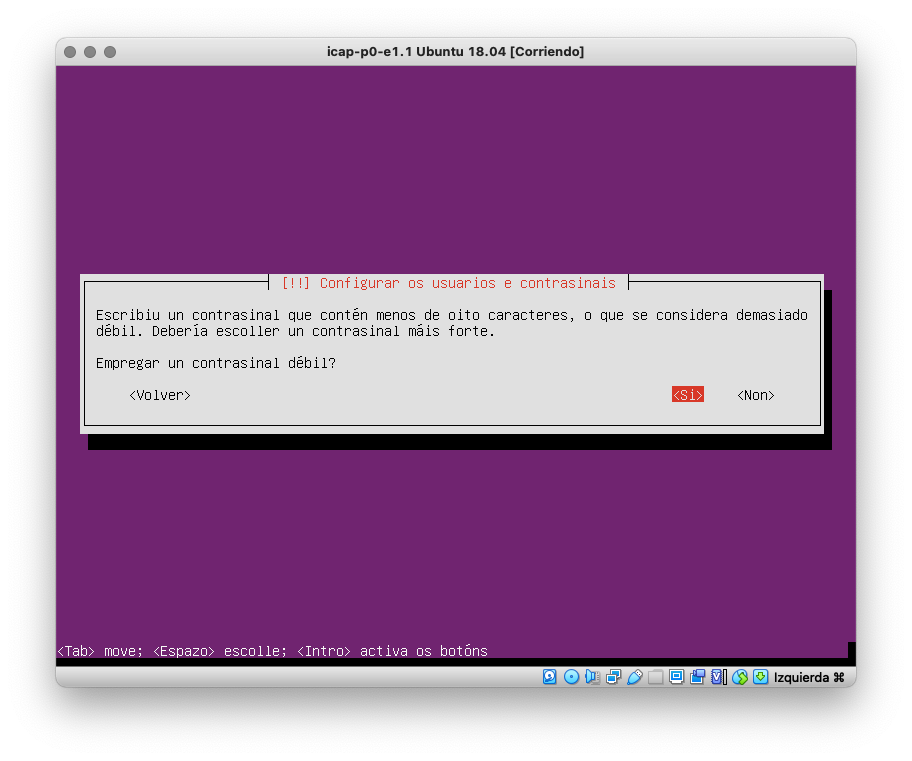 icap-p0-e1.1 Ubuntu 18.04 [Corriendo]
[!!] Configurar os usuarios e contrasinais
Escribiu un contrasinal que contén menos de oito caracteres, o que se considera demasiado
débil. Debería escoller un contrasinal máis forte.
Empregar un contrasinal débil?
<Volver> <Si> <Non>
<Tab> move; <Espazo> escolle; <Intro> activa os botóns
Izquierda ⌘